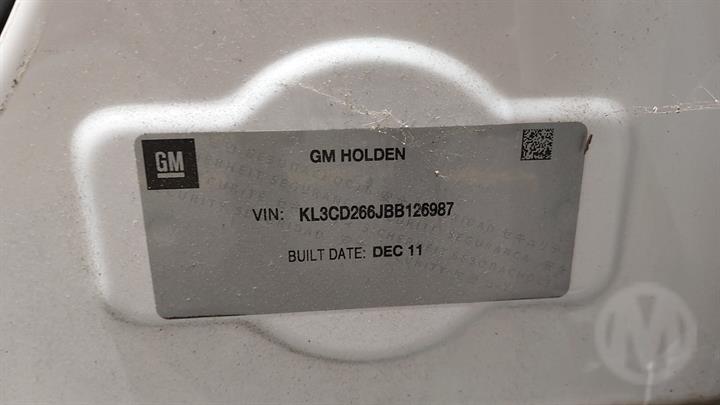 GM
GM HOLDEN
VIN: KL3CD266JBB126987
BUILT DATE: DEC 11
M